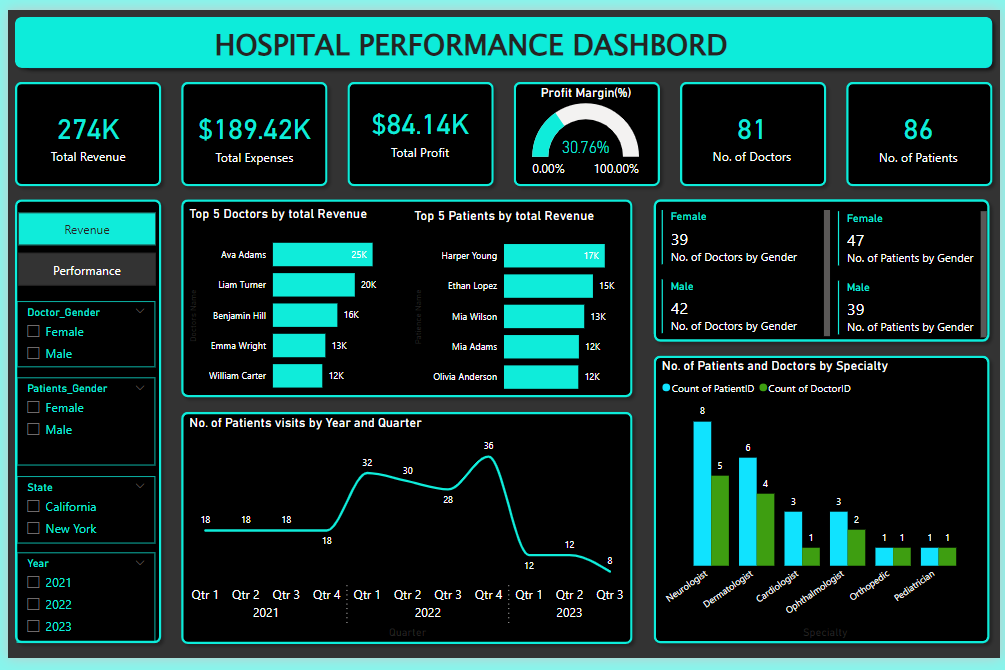 HOSPITAL PERFORMANCE DASHBORD
274K
Total Revenue
$189.42K
Total Expenses
$84.14K
Total Profit
Profit Margin(%)
30.76%
0.00%
100.00%
81
No. of Doctors
86
No. of Patients
Revenue
Performance
Doctor_Gender
Female
Male
Patients_Gender
Female
Male
State
California
New York
Year
2021
2022
2023
Top 5 Doctors by total Revenue
Doctors Name
Ava Adams
25K
Liam Turner
20K
Benjamin Hill
16K
Emma Wright
13K
William Carter
12K
Top 5 Patients by total Revenue
Harper Young
17K
Ethan Lopez
15K
Mia Wilson
13K
Mia Adams
12K
Olivia Anderson
12K
Female
39
No. of Doctors by Gender
Male
42
No. of Doctors by Gender
Female
47
No. of Patients by Gender
Male
39
No. of Patients by Gender
No. of Patients visits by Year and Quarter
18
18
18
18
32
30
28
36
12
12
8
Qtr 1
Qtr 2
Qtr 3
Qtr 4
Qtr 1
Qtr 2
Qtr 3
Qtr 4
Qtr 1
Qtr 2
Qtr 3
2021
2022
2023
Quarter
No. of Patients and Doctors by Specialty
Count of PatientID
Count of DoctorID
8
5
6
4
3
1
3
2
1
1
1
1
Neurologist
Dermatologist
Cardiologist
Ophthalmologist
Orthopedic
Pediatrician
Specialty